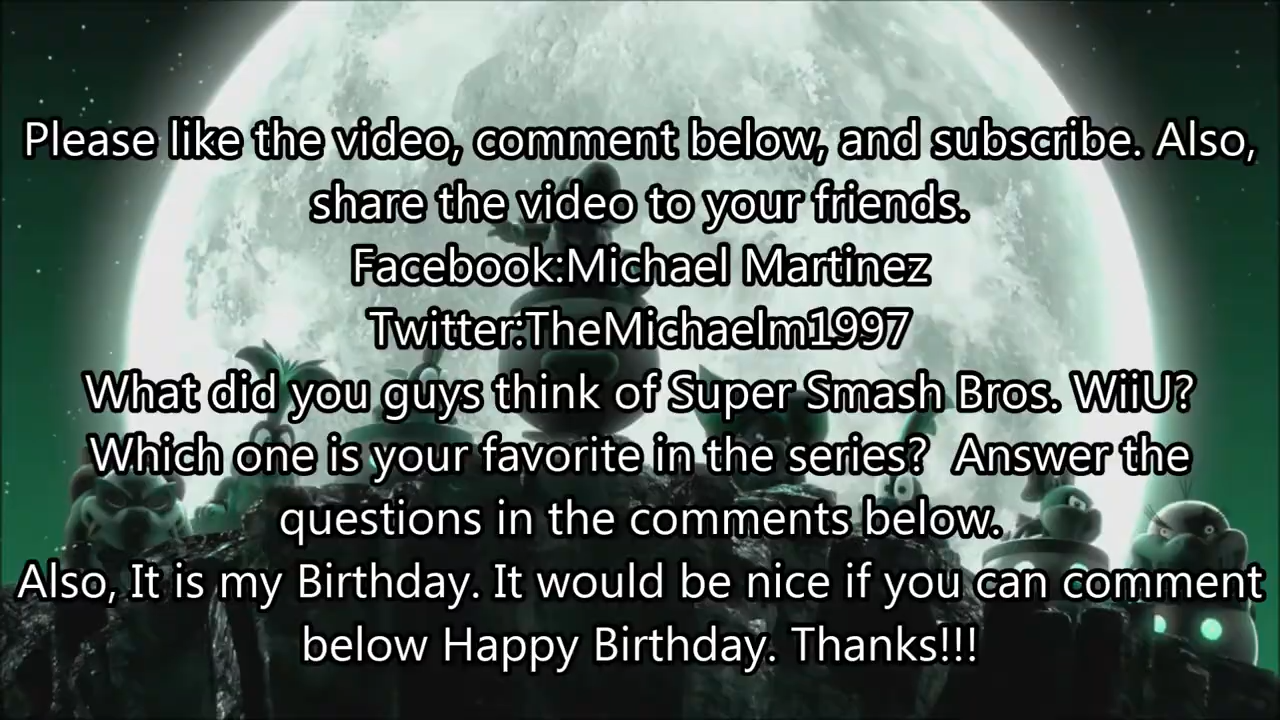 Please like the video, comment below, and subscribe. Also,
share the video to your friends.
Facebook:Michael Martinez
Twitter:TheMichaelm1997
What did you guys think of Super Smash Bros. WiiU?
Which one is your favorite in the series?  Answer the
questions in the comments below.
Also, It is my Birthday. It would be nice if you can comment
below Happy Birthday. Thanks!!!